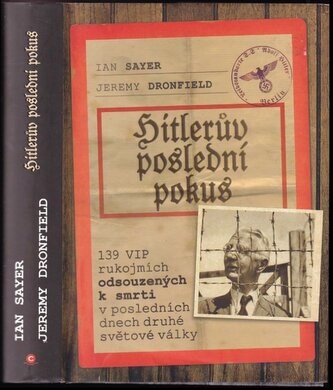 IAN SAYER
JEREMY DRONFIELD
Hitlerův
poslední
pokus
139 VIP
rukojmích
odsouzených
k smrti
v posledních
dnech druhé
světové války
Hitlerův poslední pokus
IAN SAYER
JEREMY DRONFIELD
C
Berlin